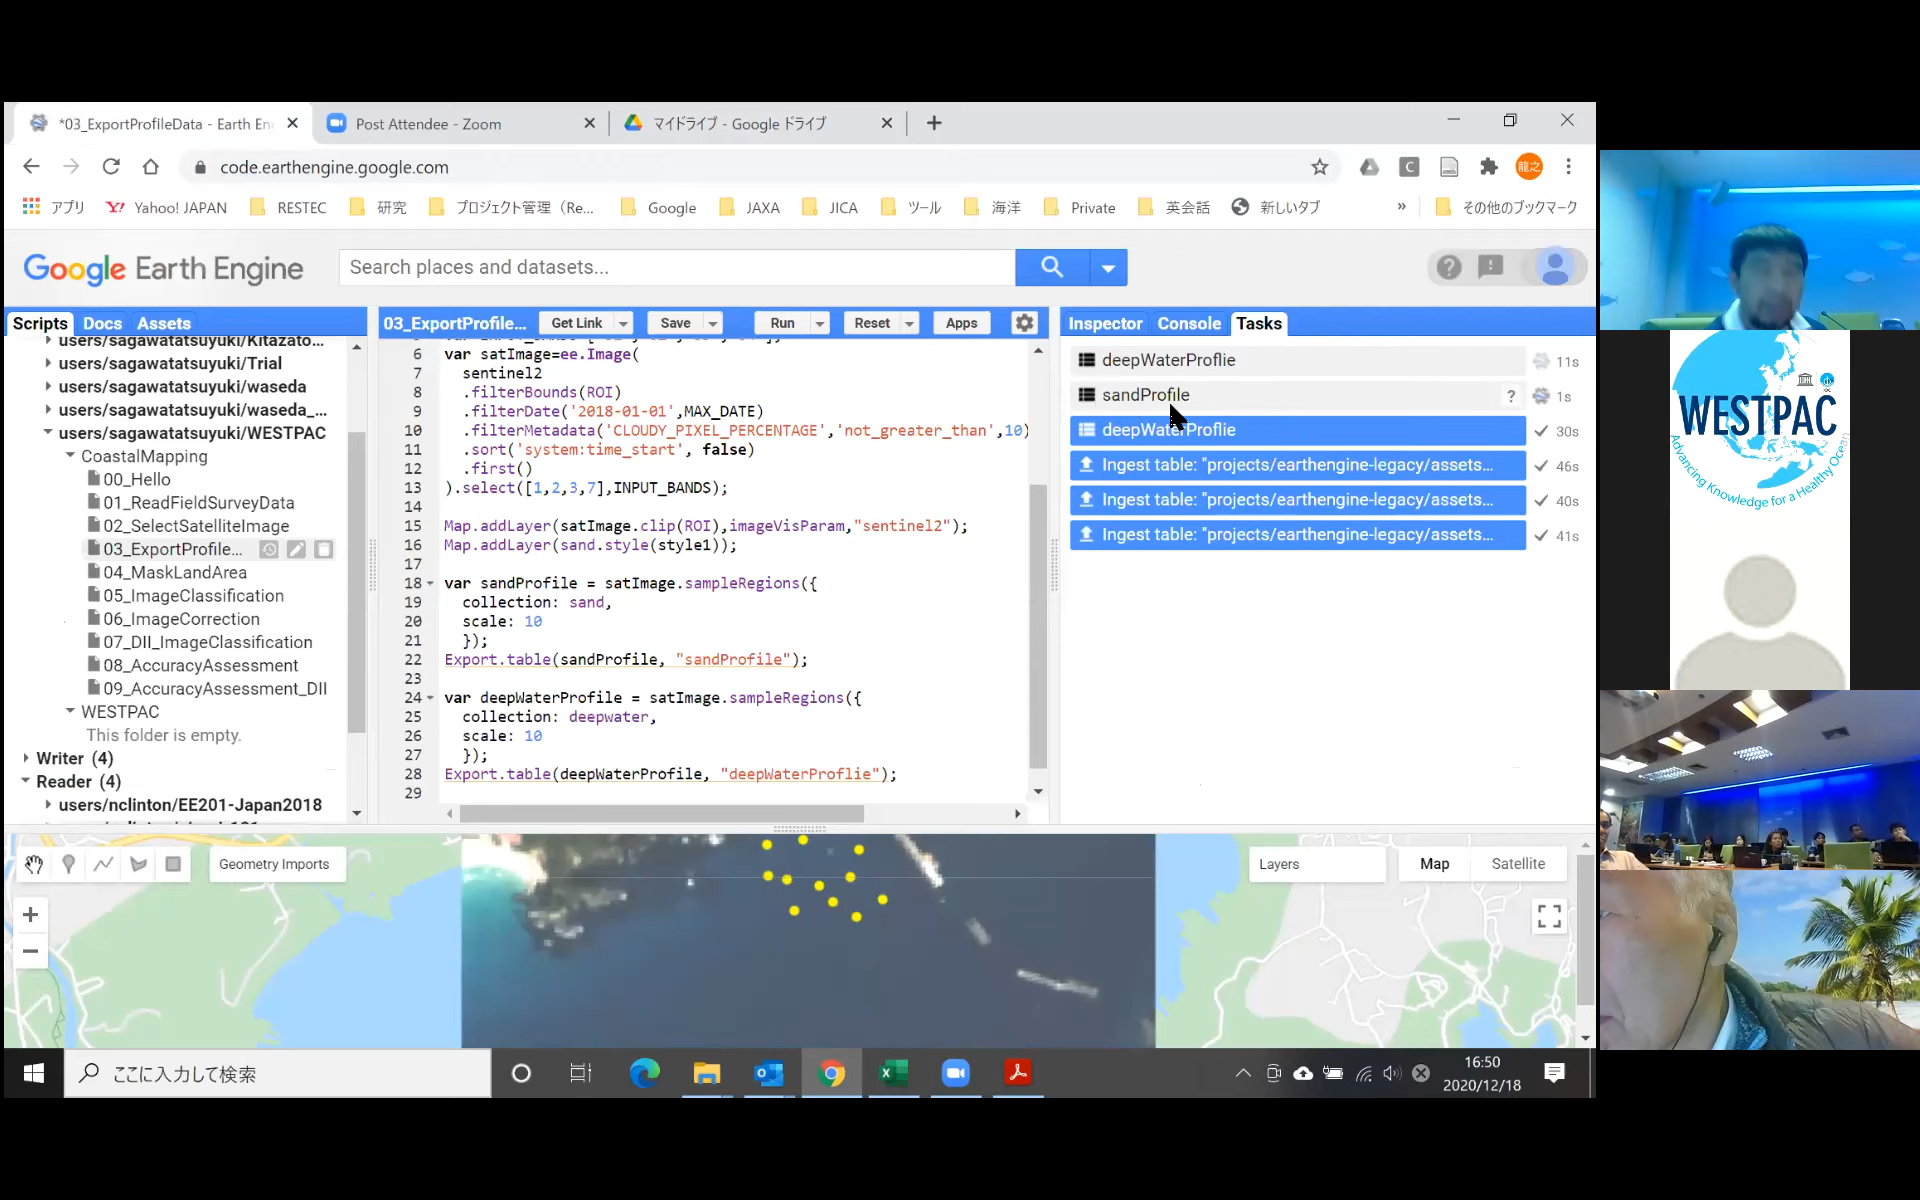 *03_ExportProfileData - Earth En
Post Attendee - Zoom
マイドライブ - Google ドライブ
code.earthengine.google.com
アプリ
Yahoo! JAPAN
RESTEC
研究
プロジェクト管理（Re...
Google
JAXA
JICA
ツール
海洋
Private
英会話
新しいタブ
»
その他のブックマーク
Google Earth Engine
Search places and datasets...
Scripts Docs Assets
users/sagawatatsuyuki/Kitazato...
users/sagawatatsuyuki/Trial
users/sagawatatsuyuki/waseda
users/sagawatatsuyuki/waseda_...
users/sagawatatsuyuki/WESTPAC
CoastalMapping
00_Hello
01_ReadFieldSurveyData
02_SelectSatelliteImage
03_ExportProfile...
04_MaskLandArea
05_ImageClassification
06_ImageCorrection
07_DII_ImageClassification
08_AccuracyAssessment
09_AccuracyAssessment_DII
WESTPAC
This folder is empty.
Writer (4)
Reader (4)
users/nclinton/EE201-Japan2018
03_ExportProfile... Get Link Save Run Reset Apps
6 var satImage=ee.Image(
7 sentinel2
8 .filterBounds(ROI)
9 .filterDate('2018-01-01',MAX_DATE)
10 .filterMetadata('CLOUDY_PIXEL_PERCENTAGE','not_greater_than',10)
11 .sort('system:time_start', false)
12 .first()
13 ).select([1,2,3,7],INPUT_BANDS);
14
15 Map.addLayer(satImage.clip(ROI),imageVisParam,"sentinel2");
16 Map.addLayer(sand.style(style1));
17
18 var sandProfile = satImage.sampleRegions({
19 collection: sand,
20 scale: 10
21 });
22 Export.table(sandProfile, "sandProfile");
23
24 var deepWaterProfile = satImage.sampleRegions({
25 collection: deepwater,
26 scale: 10
27 });
28 Export.table(deepWaterProfile, "deepWaterProflie");
29
Inspector Console Tasks
deepWaterProflie 11s
sandProfile ? 1s
deepWaterProflie 30s
Ingest table: "projects/earthengine-legacy/assets... 46s
Ingest table: "projects/earthengine-legacy/assets... 40s
Ingest table: "projects/earthengine-legacy/assets... 41s
Geometry Imports
Layers
Map Satellite
ここに入力して検索
16:50
2020/12/18
WESTPAC
Advancing Knowledge for a Healthy Ocean